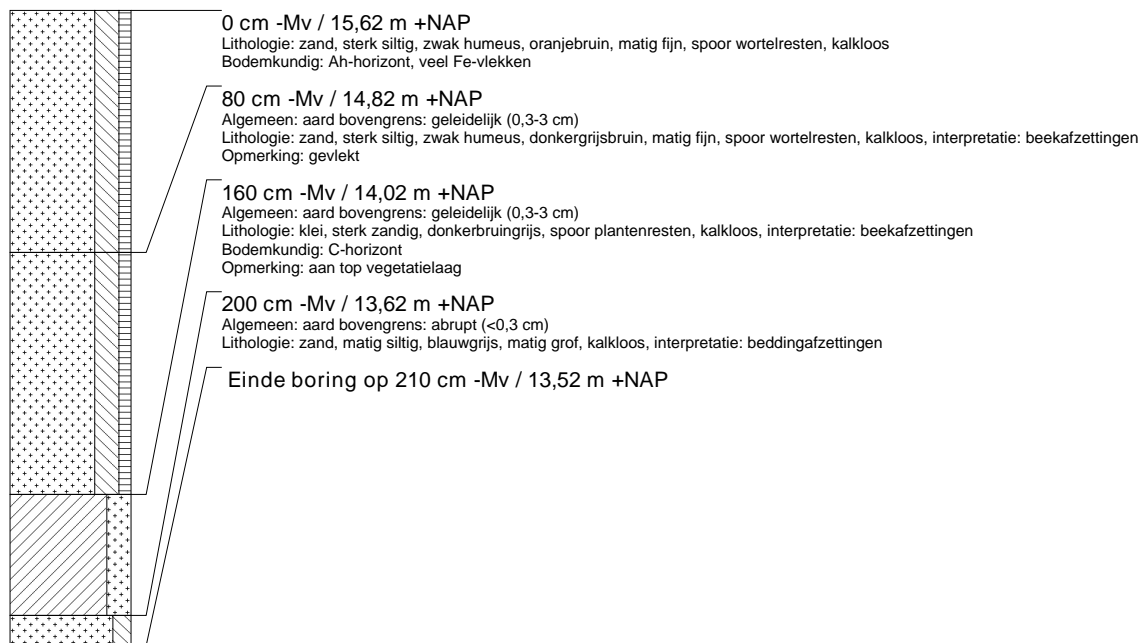 0 cm -Mv / 15,62 m +NAP
Lithologie: zand, sterk siltig, zwak humeus, oranjebruin, matig fijn, spoor wortelresten, kalkloos
Bodemkundig: Ah-horizont, veel Fe-vlekken
80 cm -Mv / 14,82 m +NAP
Algemeen: aard bovengrens: geleidelijk (0,3-3 cm)
Lithologie: zand, sterk siltig, zwak humeus, donkergrijsbruin, matig fijn, spoor wortelresten, kalkloos, interpretatie: beekafzettingen
Opmerking: gevlekt
160 cm -Mv / 14,02 m +NAP
Algemeen: aard bovengrens: geleidelijk (0,3-3 cm)
Lithologie: klei, sterk zandig, donkerbruingrijs, spoor plantenresten, kalkloos, interpretatie: beekafzettingen
Bodemkundig: C-horizont
Opmerking: aan top vegetatielaag
200 cm -Mv / 13,62 m +NAP
Algemeen: aard bovengrens: abrupt (<0,3 cm)
Lithologie: zand, matig siltig, blauwgrijs, matig grof, kalkloos, interpretatie: beddingafzettingen
Einde boring op 210 cm -Mv / 13,52 m +NAP